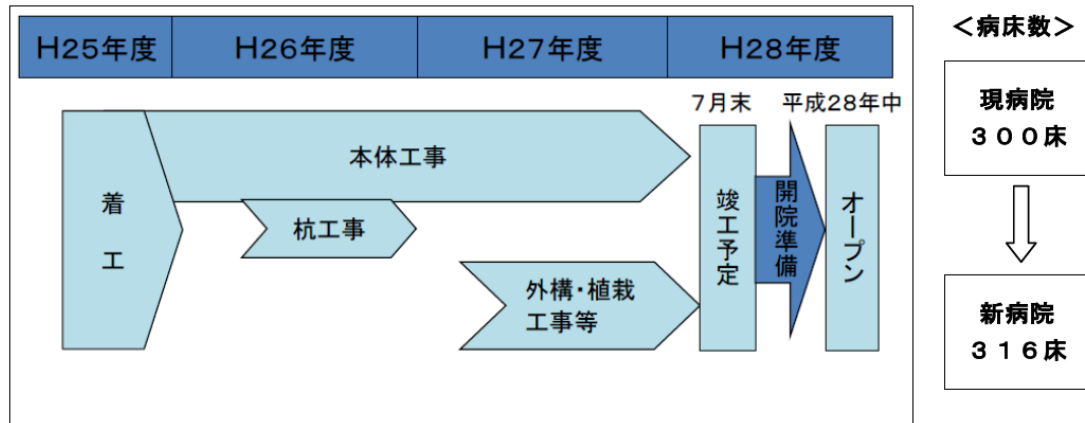 H25年度
H26年度
H27年度
H28年度
7月末
平成28年中
着工
本体工事
杭工事
外構・植栽
工事等
竣工予定
開院準備
オープン
＜病床数＞
現病院
３００床
新病院
３１６床